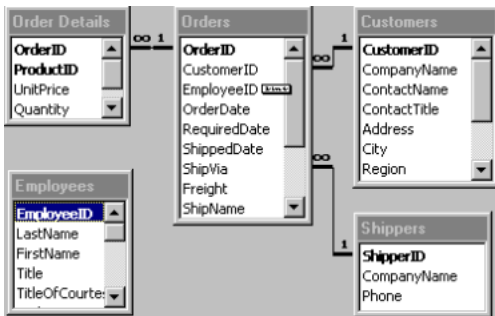 Order Details
OrderID
ProductID
UnitPrice
Quantity
∞ 1
Orders
OrderID
CustomerID
EmployeeID
OrderDate
RequiredDate
ShippedDate
ShipVia
Freight
ShipName
1
∞
Customers
CustomerID
CompanyName
ContactName
ContactTitle
Address
City
Region
Employees
EmployeeID
LastName
FirstName
Title
TitleOfCourtes
∞
1
Shippers
ShipperID
CompanyName
Phone